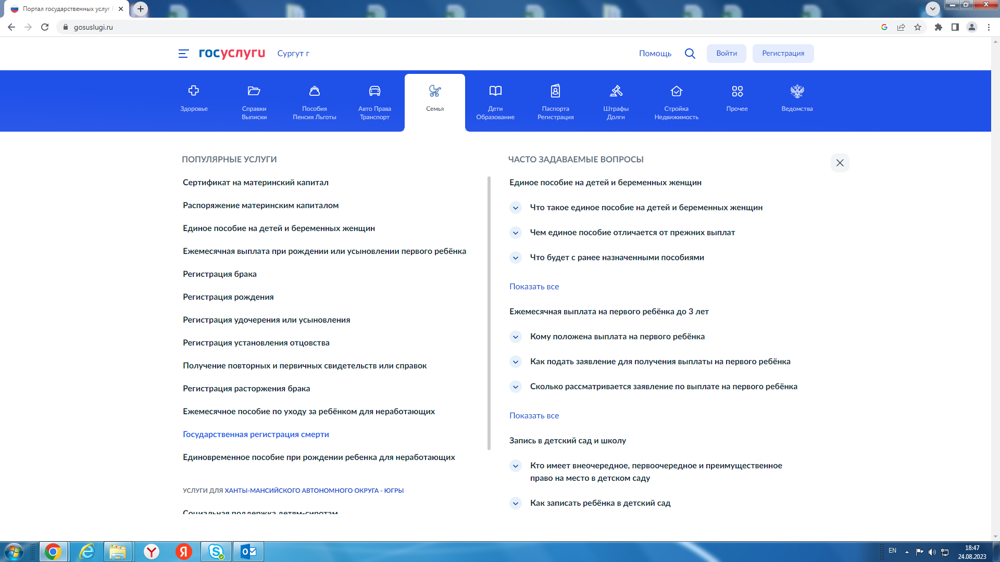 Портал государственных услуг
gosuslugi.ru
госуслуги
Сургут г
Помощь
Войти
Регистрация
Здоровье
Справки
Выписки
Пособия
Пенсия Льготы
Авто Права
Транспорт
Семья
Дети
Образование
Паспорта
Регистрация
Штрафы
Долги
Стройка
Недвижимость
Прочее
Ведомства
ПОПУЛЯРНЫЕ УСЛУГИ
Сертификат на материнский капитал
Распоряжение материнским капиталом
Единое пособие на детей и беременных женщин
Ежемесячная выплата при рождении или усыновлении первого ребёнка
Регистрация брака
Регистрация рождения
Регистрация удочерения или усыновления
Регистрация установления отцовства
Получение повторных и первичных свидетельств или справок
Регистрация расторжения брака
Ежемесячное пособие по уходу за ребёнком для неработающих
Государственная регистрация смерти
Единовременное пособие при рождении ребенка для неработающих
УСЛУГИ ДЛЯ ХАНТЫ-МАНСИЙСКОГО АВТОНОМНОГО ОКРУГА - ЮГРЫ
Социальная поддержка детям-сиротам
ЧАСТО ЗАДАВАЕМЫЕ ВОПРОСЫ
Единое пособие на детей и беременных женщин
Что такое единое пособие на детей и беременных женщин
Чем единое пособие отличается от прежних выплат
Что будет с ранее назначенными пособиями
Показать все
Ежемесячная выплата на первого ребёнка до 3 лет
Кому положена выплата на первого ребёнка
Как подать заявление для получения выплаты на первого ребёнка
Сколько рассматривается заявление по выплате на первого ребёнка
Показать все
Запись в детский сад и школу
Кто имеет внеочередное, первоочередное и преимущественное
право на место в детском саду
Как записать ребёнка в детский сад
EN
18:47
24.08.2023